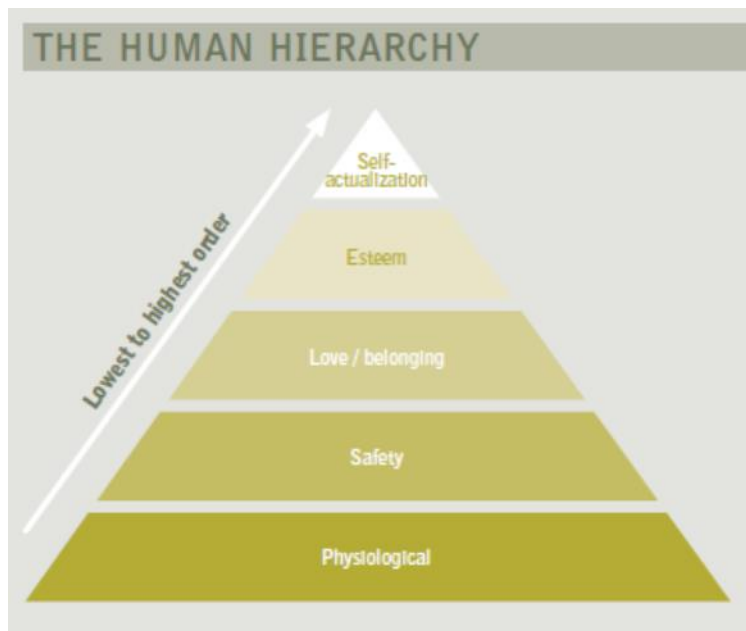 THE HUMAN HIERARCHY
Lowest to highest order
Self-
actualization
Esteem
Love / belonging
Safety
Physiological